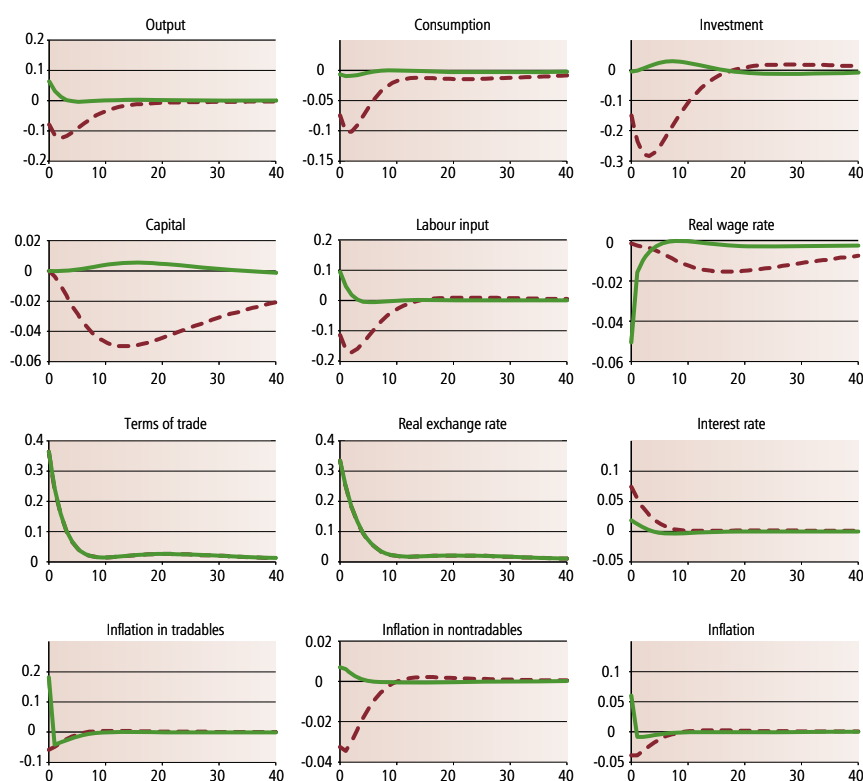 Output
0.2
0.1
0
-0.1
-0.2
0 10 20 30 40
Consumption
0
-0.05
-0.1
-0.15
0 10 20 30 40
Investment
0
-0.1
-0.2
-0.3
0 10 20 30 40
Capital
0.02
0
-0.02
-0.04
-0.06
0 10 20 30 40
Labour input
0.2
0.1
0
-0.1
-0.2
0 10 20 30 40
Real wage rate
0
-0.02
-0.04
-0.06
0 10 20 30 40
Terms of trade
0.4
0.3
0.2
0.1
0
0 10 20 30 40
Real exchange rate
0.4
0.3
0.2
0.1
0
0 10 20 30 40
Interest rate
0.1
0.05
0
-0.05
0 10 20 30 40
Inflation in tradables
0.2
0.1
0
-0.1
0 10 20 30 40
Inflation in nontradables
0.02
0
-0.02
-0.04
0 10 20 30 40
Inflation
0.1
0.05
0
-0.05
0 10 20 30 40